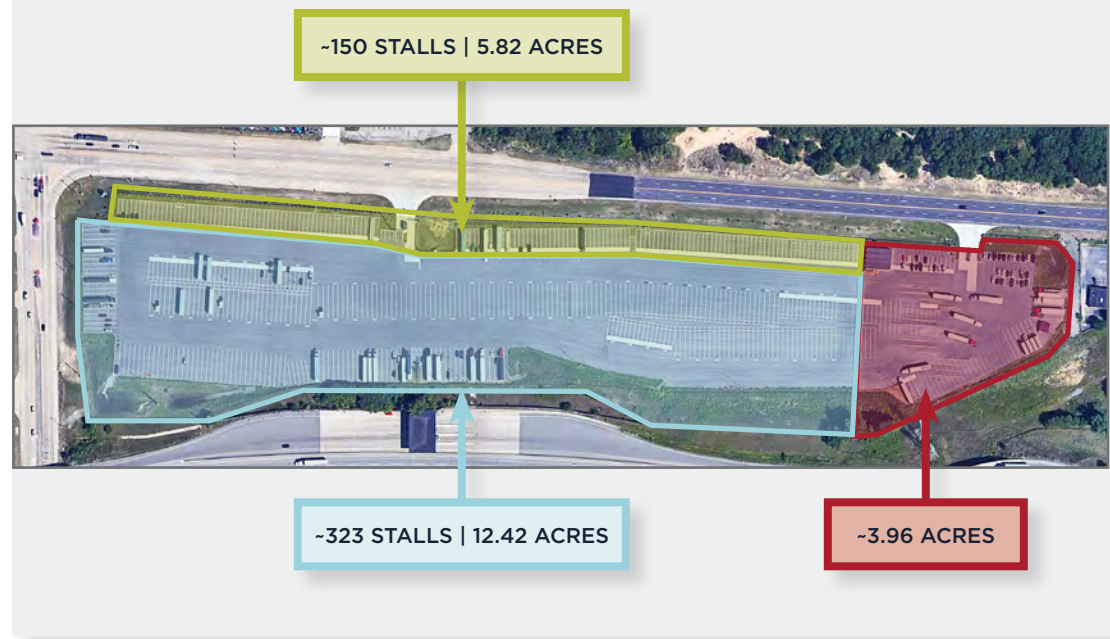 ~150 STALLS | 5.82 ACRES
~323 STALLS | 12.42 ACRES
~3.96 ACRES